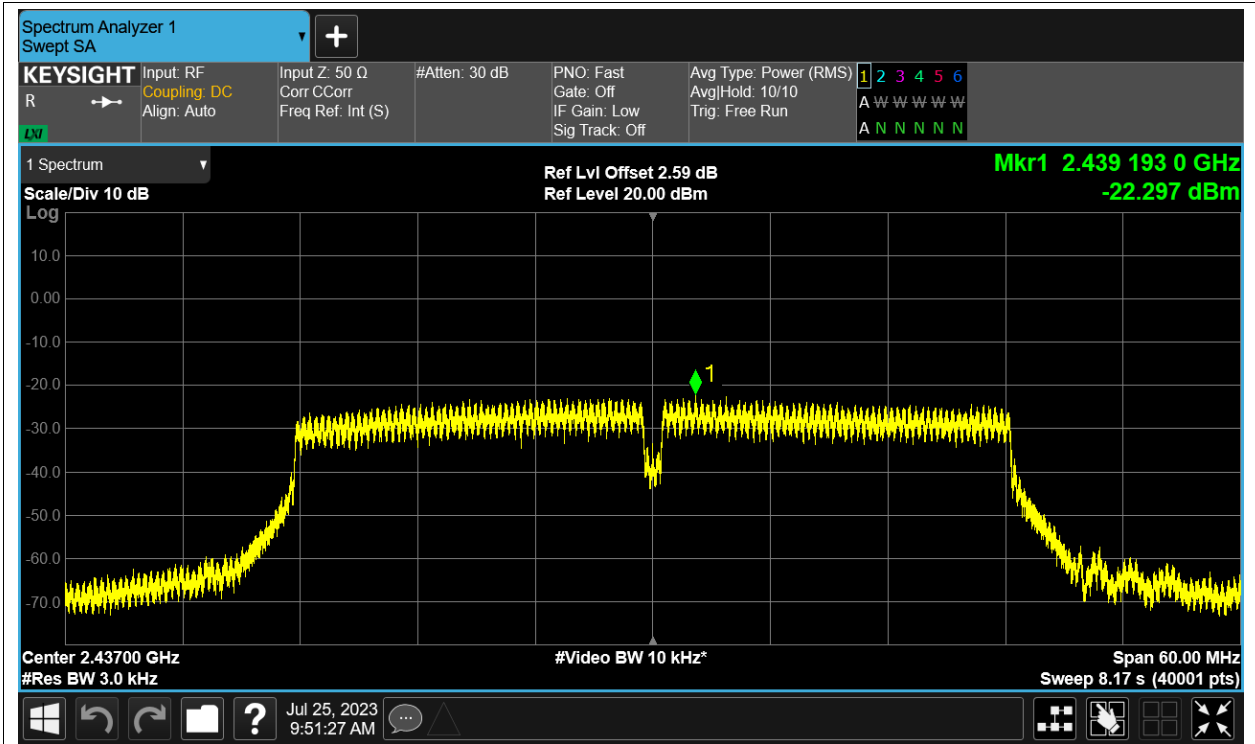 Spectrum Analyzer 1
Swept SA
KEYSIGHT
R
LXI
Input: RF
Coupling: DC
Align: Auto
Input Z: 50 Ω
Corr CCorr
Freq Ref: Int (S)
#Atten: 30 dB
PNO: Fast
Gate: Off
IF Gain: Low
Sig Track: Off
Avg Type: Power (RMS)
Avg|Hold: 10/10
Trig: Free Run
1 2 3 4 5 6
A W W W W W
A N N N N N
1 Spectrum
Scale/Div 10 dB
Log
Ref Lvl Offset 2.59 dB
Ref Level 20.00 dBm
Mkr1 2.439 193 0 GHz
-22.297 dBm
10.0
0.00
-10.0
-20.0
-30.0
-40.0
-50.0
-60.0
-70.0
1
Center 2.43700 GHz
#Res BW 3.0 kHz
#Video BW 10 kHz*
Span 60.00 MHz
Sweep 8.17 s (40001 pts)
?
Jul 25, 2023
9:51:27 AM